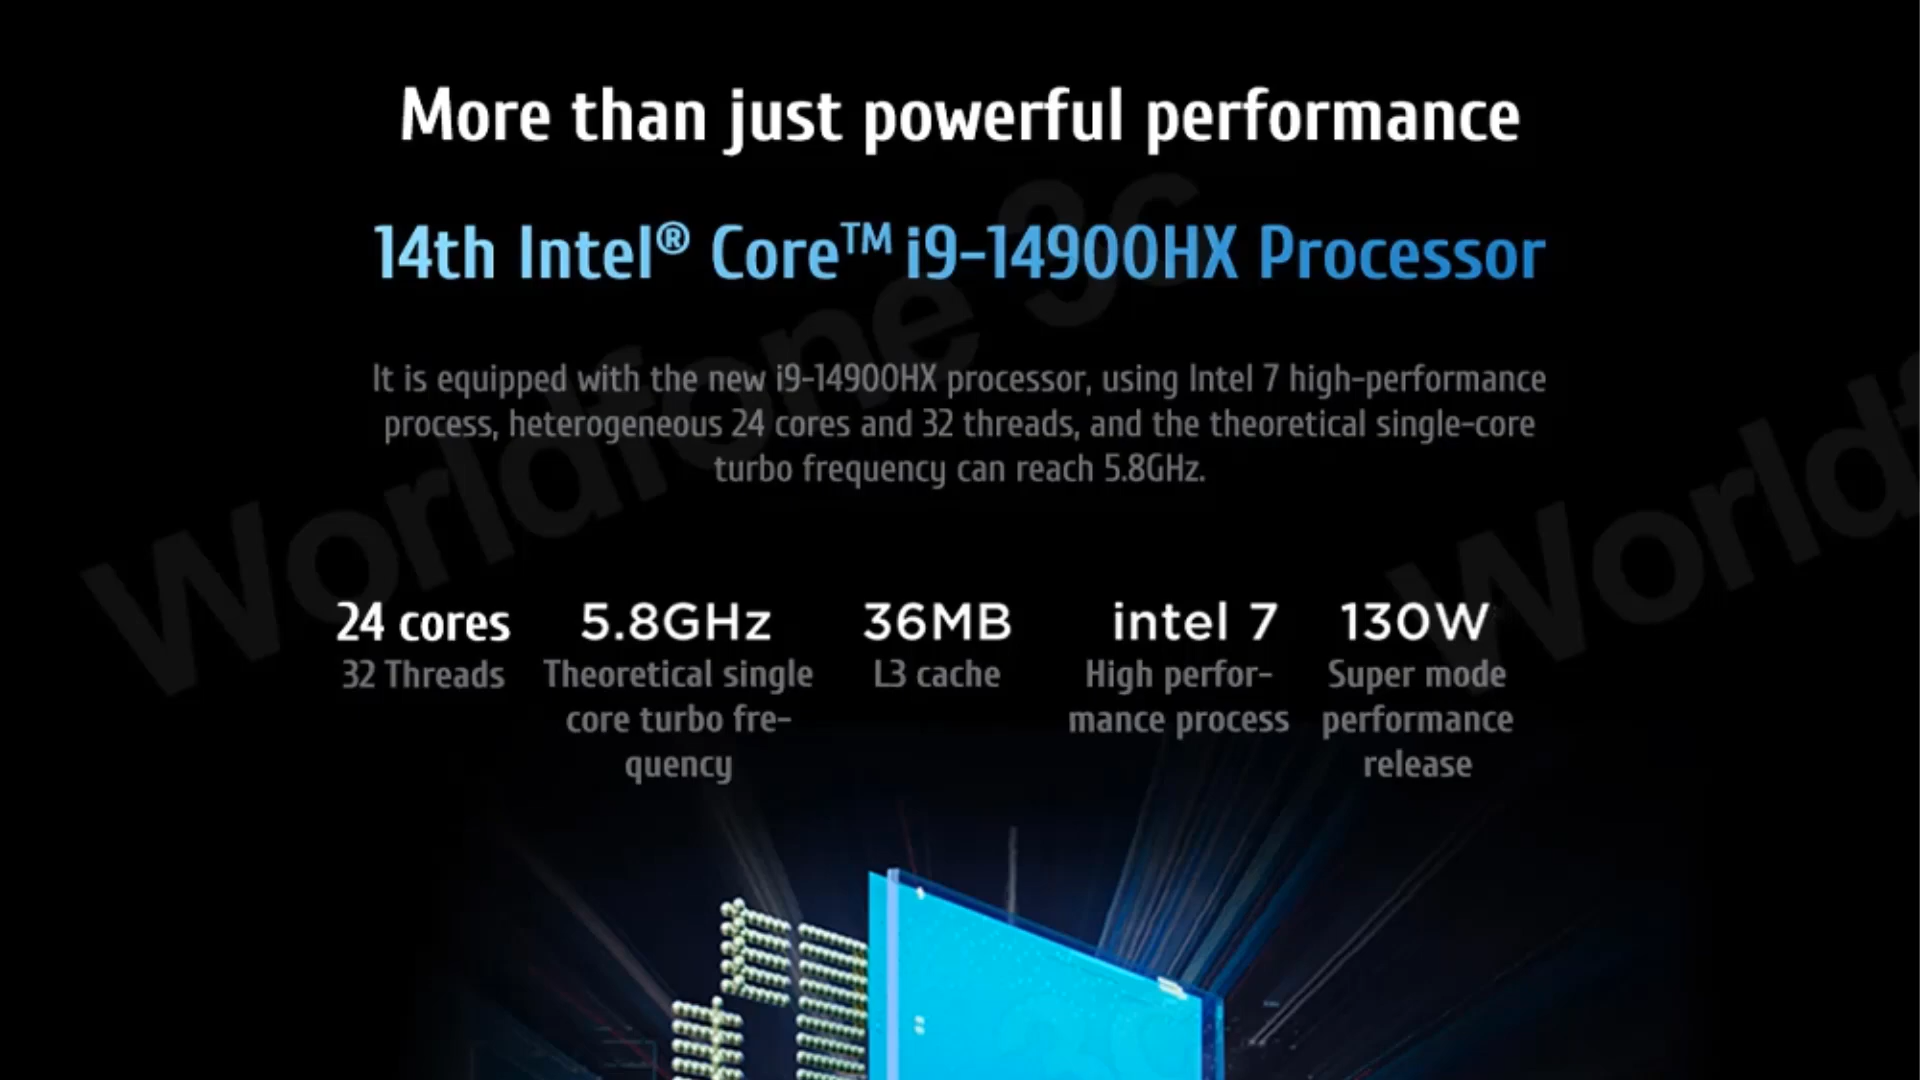 More than just powerful performance
14th Intel® Core™ i9-14900HX Processor
It is equipped with the new i9-14900HX processor, using Intel 7 high-performance
process, heterogeneous 24 cores and 32 threads, and the theoretical single-core
turbo frequency can reach 5.8GHz.
24 cores
32 Threads
5.8GHz
Theoretical single
core turbo fre-
quency
36MB
L3 cache
intel 7
High perfor-
mance process
130W
Super mode
performance
release
Worldfone 3c
Worldf